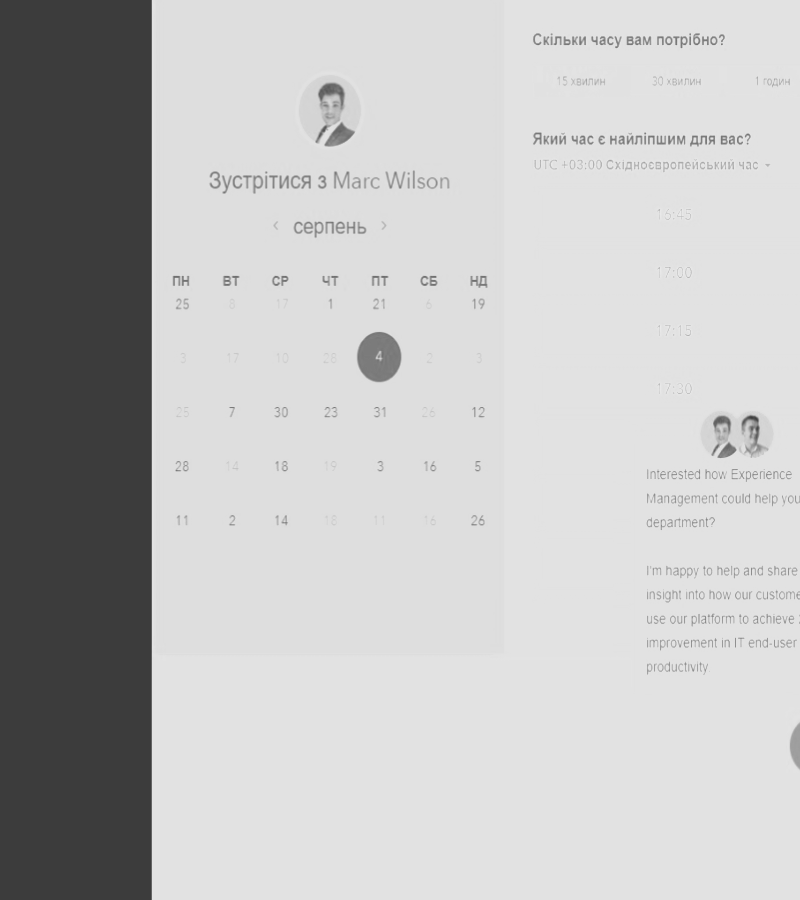 Зустрітися з Marc Wilson
серпень
ПН ВТ СР ЧТ ПТ СБ НД
25 8 17 1 21 6 19
3 17 10 28 4 2 3
25 7 30 23 31 26 12
28 14 18 19 3 16 5
11 2 14 18 11 16 26
Скільки часу вам потрібно?
15 хвилин 30 хвилин 1 годин
Який час є найліпшим для вас?
UTC +03:00 Східноєвропейський час
16:45
17:00
17:15
17:30
Interested how Experience
Management could help you
department?
I'm happy to help and share
insight into how our custome
use our platform to achieve
improvement in IT end-user
productivity